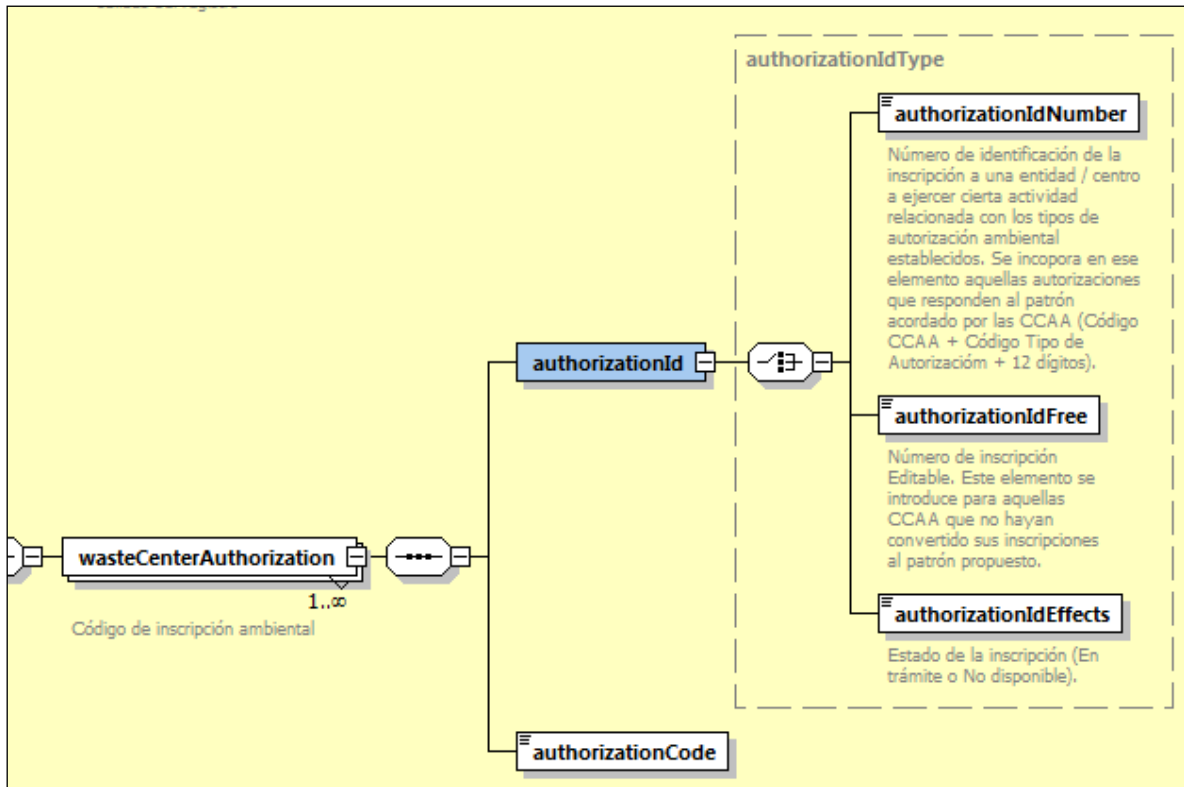 authorizationIdType
authorizationIdNumber
Número de identificación de la
inscripción a una entidad / centro
a ejercer cierta actividad
relacionada con los tipos de
autorización ambiental
establecidos. Se incopora en ese
elemento aquellas autorizaciones
que responden al patrón
acordado por las CCAA (Código
CCAA + Código Tipo de
Autorizacióm + 12 dígitos).
authorizationId
authorizationIdFree
Número de inscripción
Editable. Este elemento se
introduce para aquellas
CCAA que no hayan
convertido sus inscripciones
al patrón propuesto.
wasteCenterAuthorization
1..∞
Código de inscripción ambiental
authorizationIdEffects
Estado de la inscripción (En
trámite o No disponible).
authorizationCode